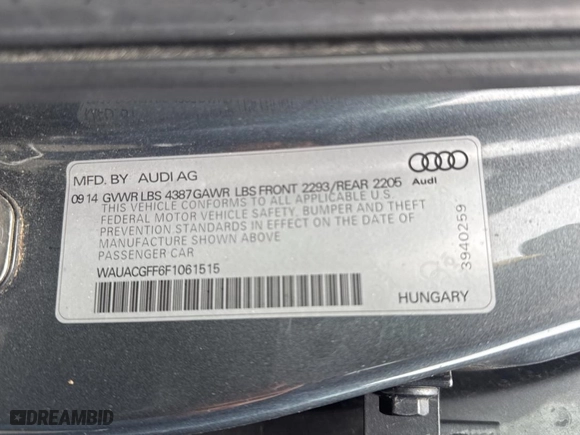 MFD. BY AUDI AG
09 14 GVWR LBS 4387 GAWR LBS FRONT 2293/REAR 2205
THIS VEHICLE CONFORMS TO ALL APPLICABLE U.S.
FEDERAL MOTOR VEHICLE SAFETY, BUMPER AND THEFT
PREVENTION STANDARDS IN EFFECT ON THE DATE OF
MANUFACTURE SHOWN ABOVE
PASSENGER CAR
WAUACGFF6F1061515
HUNGARY
Audi
3940259
DREAMBID